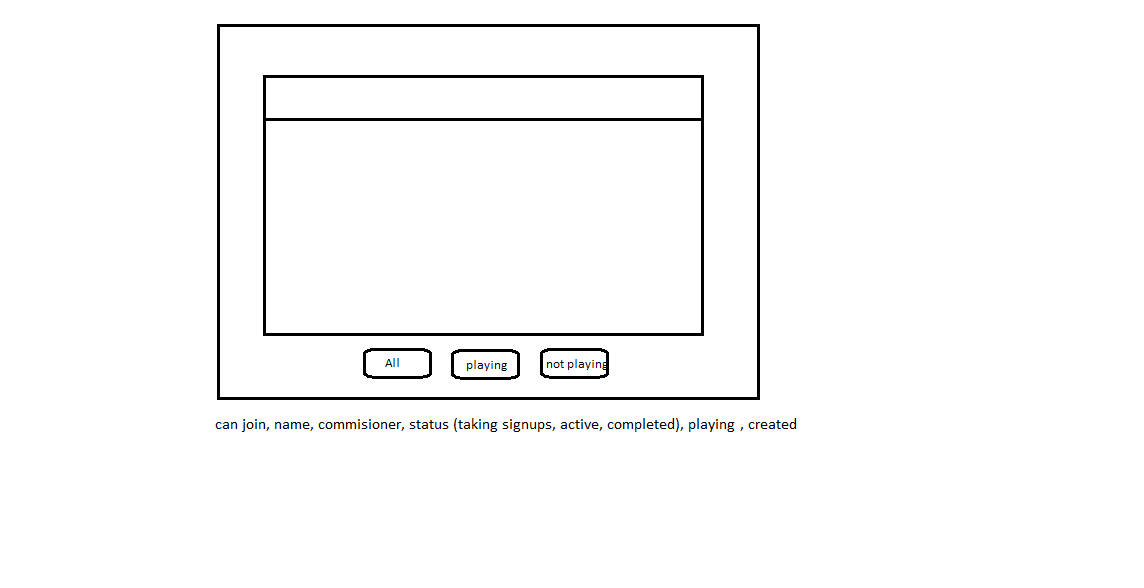 All
playing
not playing
can join, name, commisioner, status (taking signups, active, completed), playing , created